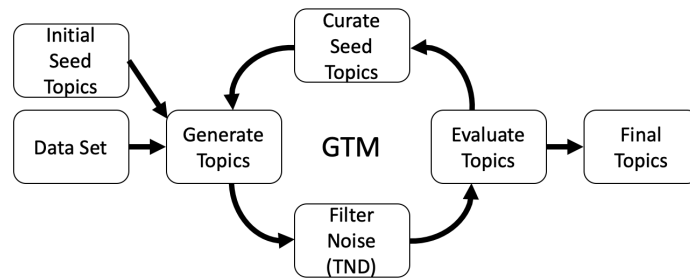 Initial
Seed
Topics
Data Set
Generate
Topics
Curate
Seed
Topics
GTM
Filter
Noise
(TND)
Evaluate
Topics
Final
Topics